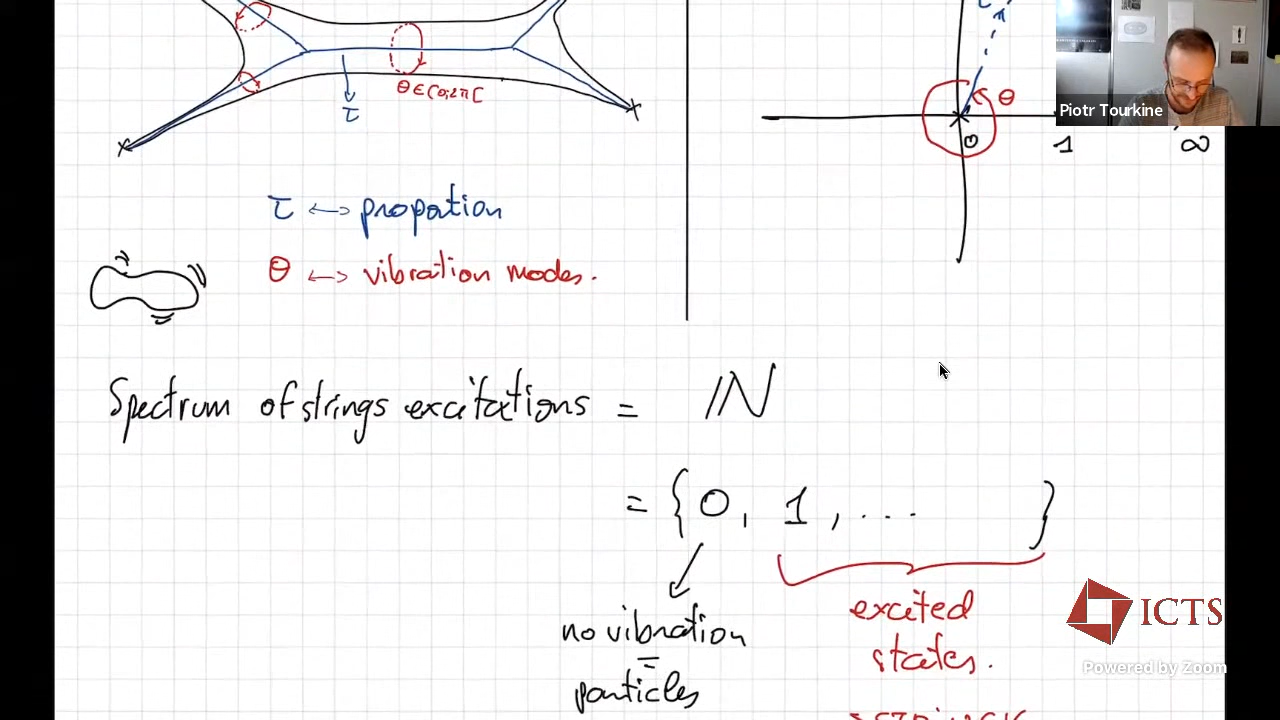 θ ∈ [0, 2π[
τ
θ
0
1
∞
Piotr Tourkine
τ ↔ propation
θ ↔ vibration modes.
Spectrum of strings excitations = ℕ
= { 0, 1, ... }
no vibration
=
particles
excited
states.
ICTS
Powered by Zoom